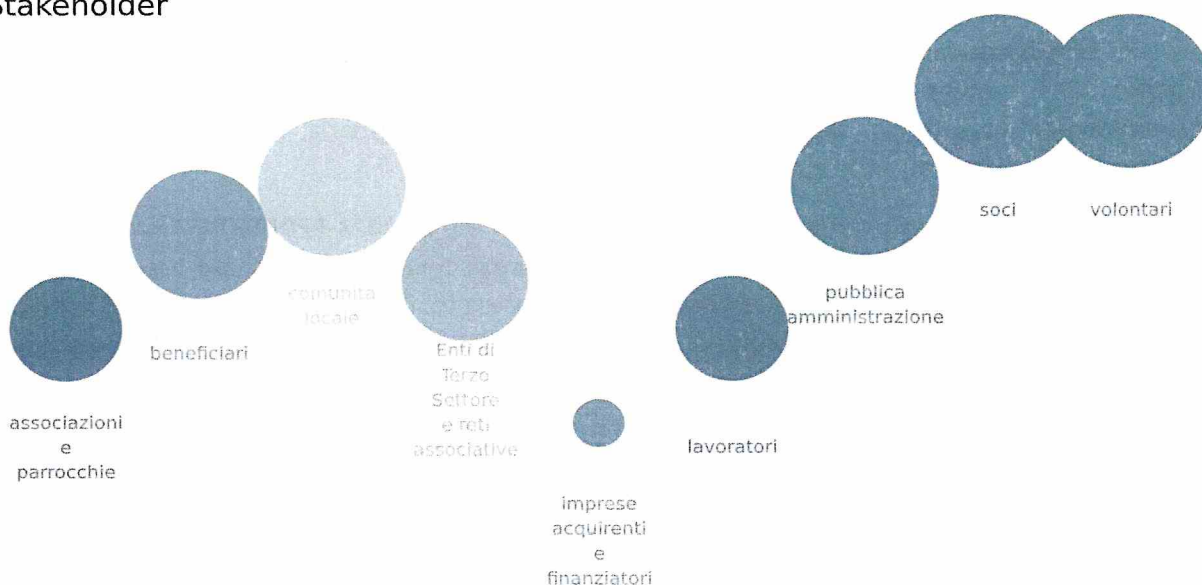 Stakeholder
associazioni
e
parrocchie
beneficiari
comunità
locale
Enti di
Terzo
Settore
e reti
associative
imprese
acquirenti
e
finanziatori
lavoratori
pubblica
amministrazione
soci
volontari